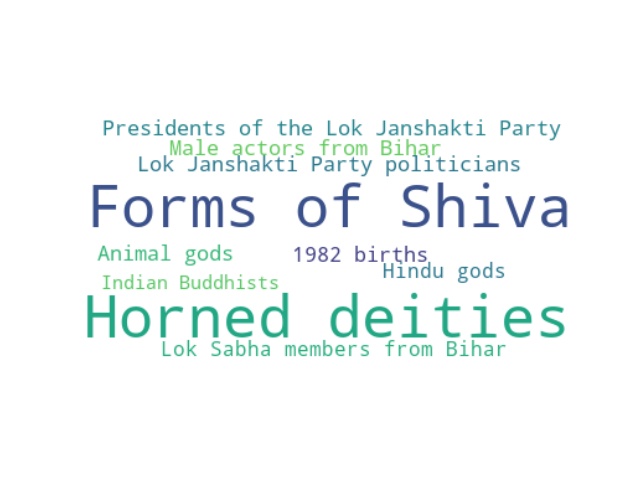 Presidents of the Lok Janshakti Party
Male actors from Bihar
Lok Janshakti Party politicians
Forms of Shiva
Animal gods
1982 births
Hindu gods
Indian Buddhists
Horned deities
Lok Sabha members from Bihar